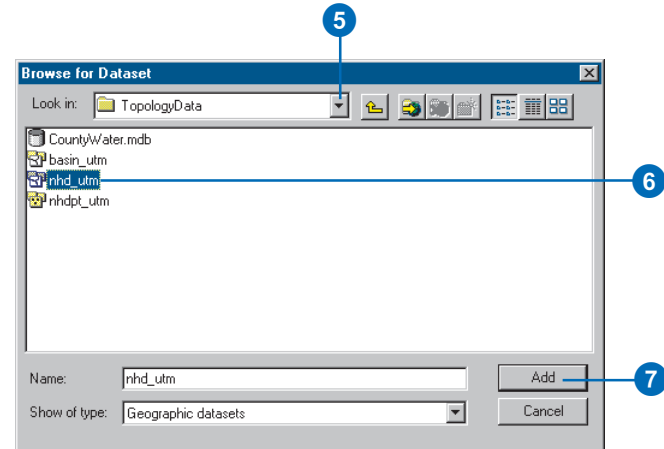 5
Browse for Dataset
Look in: TopologyData
CountyWater.mdb
basin_utm
nhd_utm
6
nhdpt_utm
Name: nhd_utm
Add
7
Show of type: Geographic datasets
Cancel